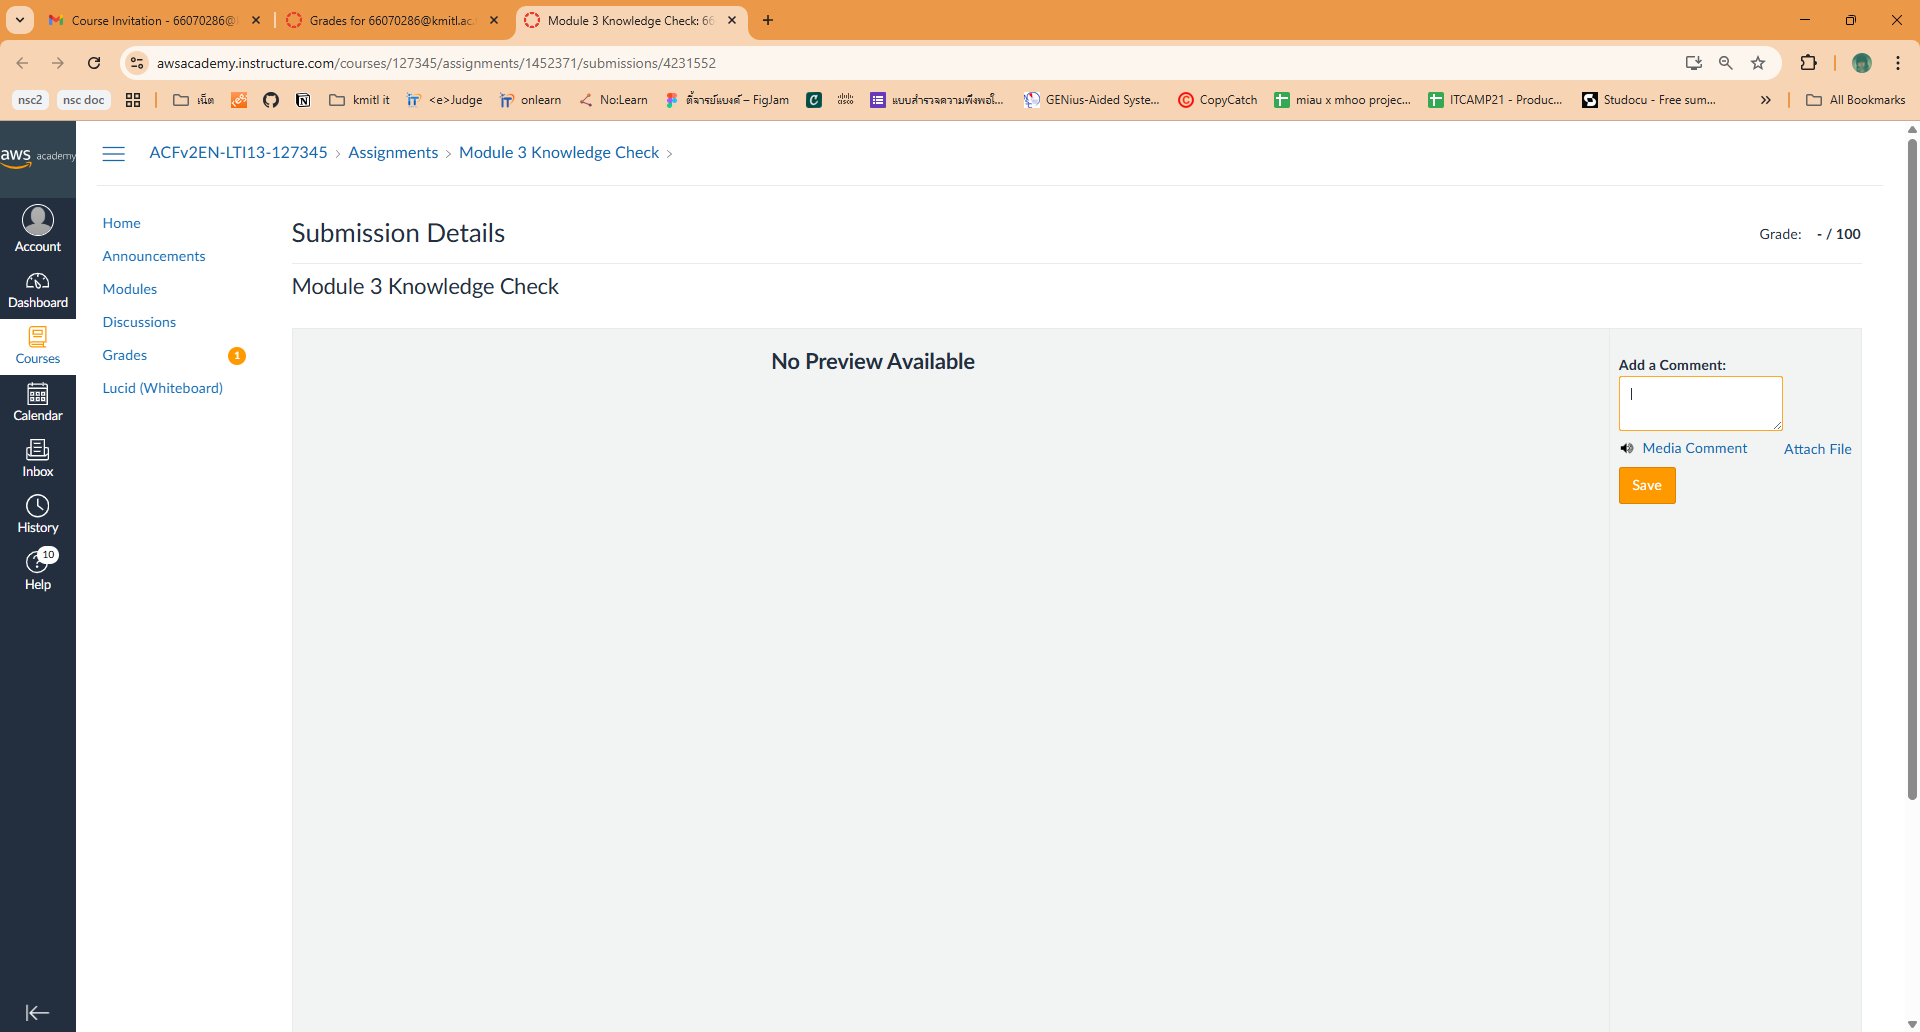 Course Invitation - 66070286@
Grades for 66070286@kmitl.ac.
Module 3 Knowledge Check: 66
awsacademy.instructure.com/courses/127345/assignments/1452371/submissions/4231552
nsc2
nsc doc
เน็ต
kmitl it
<e>Judge
onlearn
No:Learn
ติ้จารย์แบงค์ – FigJam
แบบสำรวจความพึงพอใ...
GENius-Aided Syste...
CopyCatch
miau x mhoo projec...
ITCAMP21 - Produc...
Studocu - Free sum...
All Bookmarks
aws academy
ACFv2EN-LTI13-127345 › Assignments › Module 3 Knowledge Check ›
Account
Dashboard
Courses
Calendar
Inbox
History
10
Help
Home
Announcements
Modules
Discussions
Grades 1
Lucid (Whiteboard)
Submission Details
Grade: - / 100
Module 3 Knowledge Check
No Preview Available
Add a Comment:
Media Comment
Attach File
Save